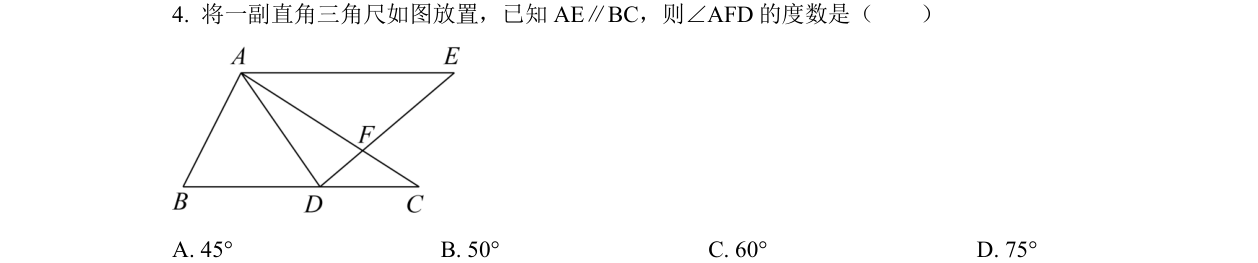 4. 将一副直角三角尺如图放置，已知 AE∥BC，则∠AFD 的度数是（　　）
A E
F
B D C
A. 45° B. 50° C. 60° D. 75°